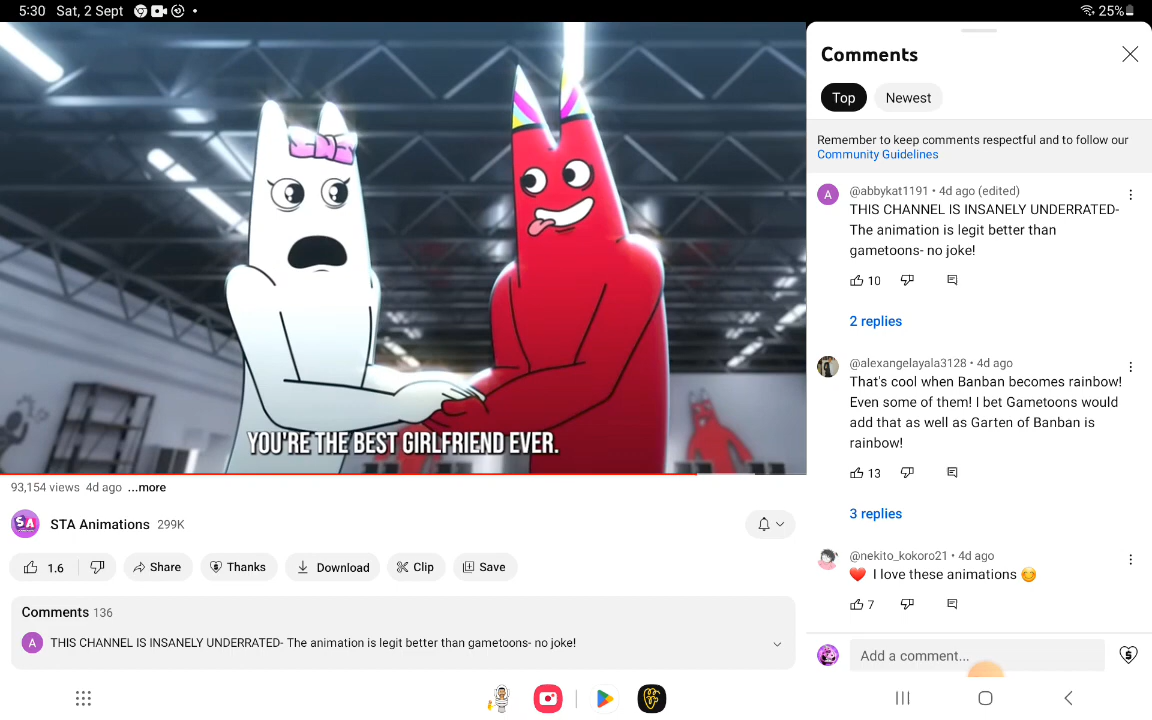 5:30 Sat, 2 Sept
25%
Comments
Top Newest
Remember to keep comments respectful and to follow our
Community Guidelines
A @abbykat1191 • 4d ago (edited)
THIS CHANNEL IS INSANELY UNDERRATED-
The animation is legit better than
gametoons- no joke!
10
2 replies
@alexangelayala3128 • 4d ago
That's cool when Banban becomes rainbow!
Even some of them! I bet Gametoons would
add that as well as Garten of Banban is
rainbow!
13
3 replies
@nekito_kokoro21 • 4d ago
I love these animations
7
Add a comment...
YOU'RE THE BEST GIRLFRIEND EVER.
93,154 views 4d ago ...more
SA STA Animations 299K
1.6 Share Thanks Download Clip Save
Comments 136
A THIS CHANNEL IS INSANELY UNDERRATED- The animation is legit better than gametoons- no joke!